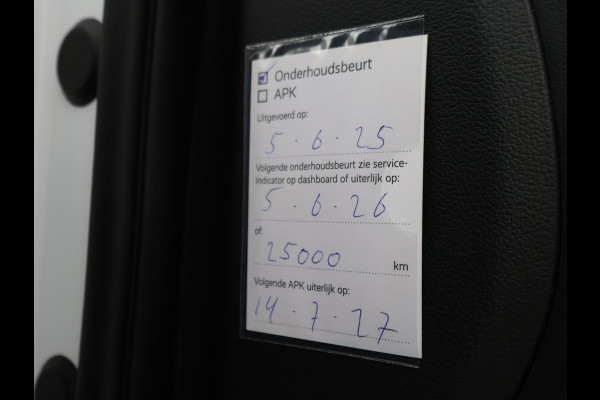 ☑ Onderhoudsbeurt
☐ APK
Uitgevoerd op:
5 · 6 · 25
Volgende onderhoudsbeurt zie service-
indicator op dashboard of uiterlijk op:
5 · 6 · 26
of:
25000 km
Volgende APK uiterlijk op:
14 · 7 · 27